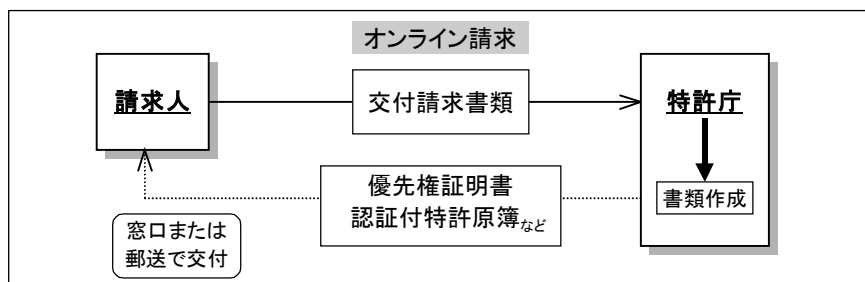 オンライン請求
請求人
交付請求書類
特許庁
優先権証明書
認証付特許原簿など
書類作成
窓口または
郵送で交付